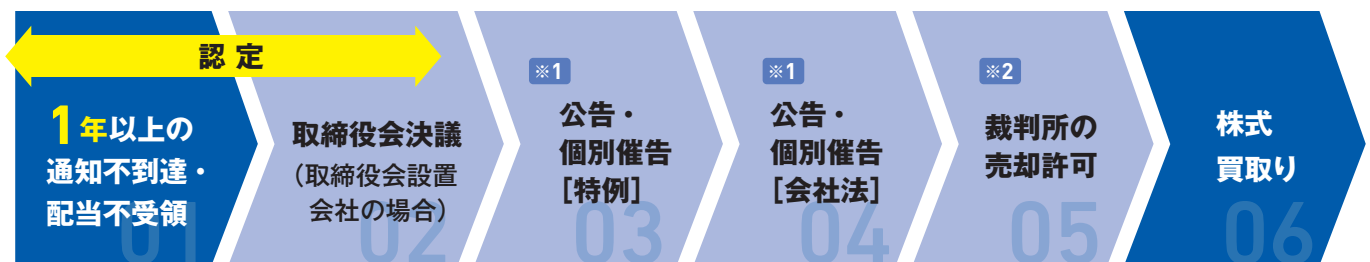 認 定
1年以上の
通知不到達・
配当不受領
01
取締役会決議
（取締役会設置
会社の場合）
02
※1
公告・
個別催告
［特例］
03
※1
公告・
個別催告
［会社法］
04
※2
裁判所の
売却許可
05
株式
買取り
06